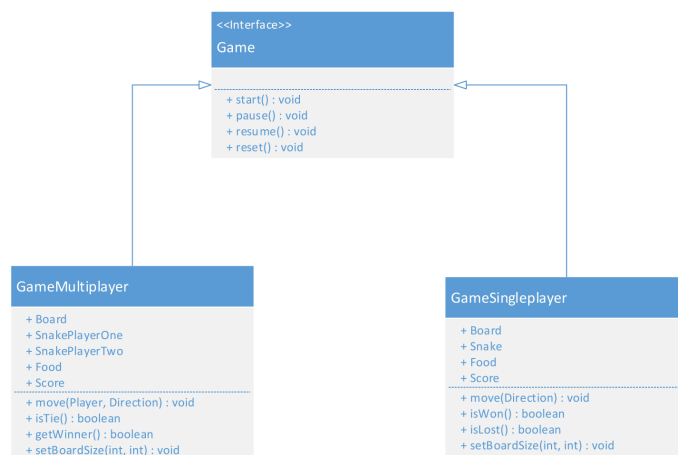 <<Interface>>
Game
+ start() : void
+ pause() : void
+ resume() : void
+ reset() : void
GameMultiplayer
+ Board
+ SnakePlayerOne
+ SnakePlayerTwo
+ Food
+ Score
+ move(Player, Direction) : void
+ isTie() : boolean
+ getWinner() : boolean
+ setBoardSize(int, int) : void
GameSingleplayer
+ Board
+ Snake
+ Food
+ Score
+ move(Direction) : void
+ isWon() : boolean
+ isLost() : boolean
+ setBoardSize(int, int) : void